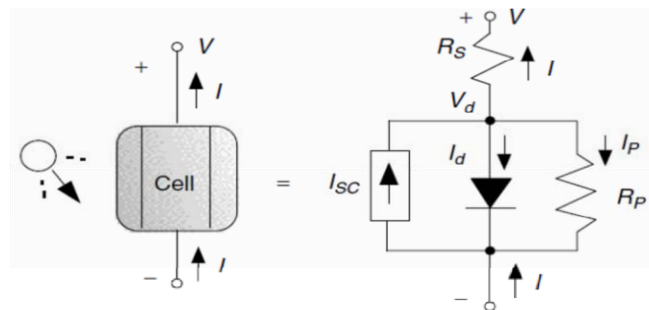 + V
+ V
R_S
I
I
V_d
I_d
I_P
Cell
=
I_SC
R_P
I
I
−
−